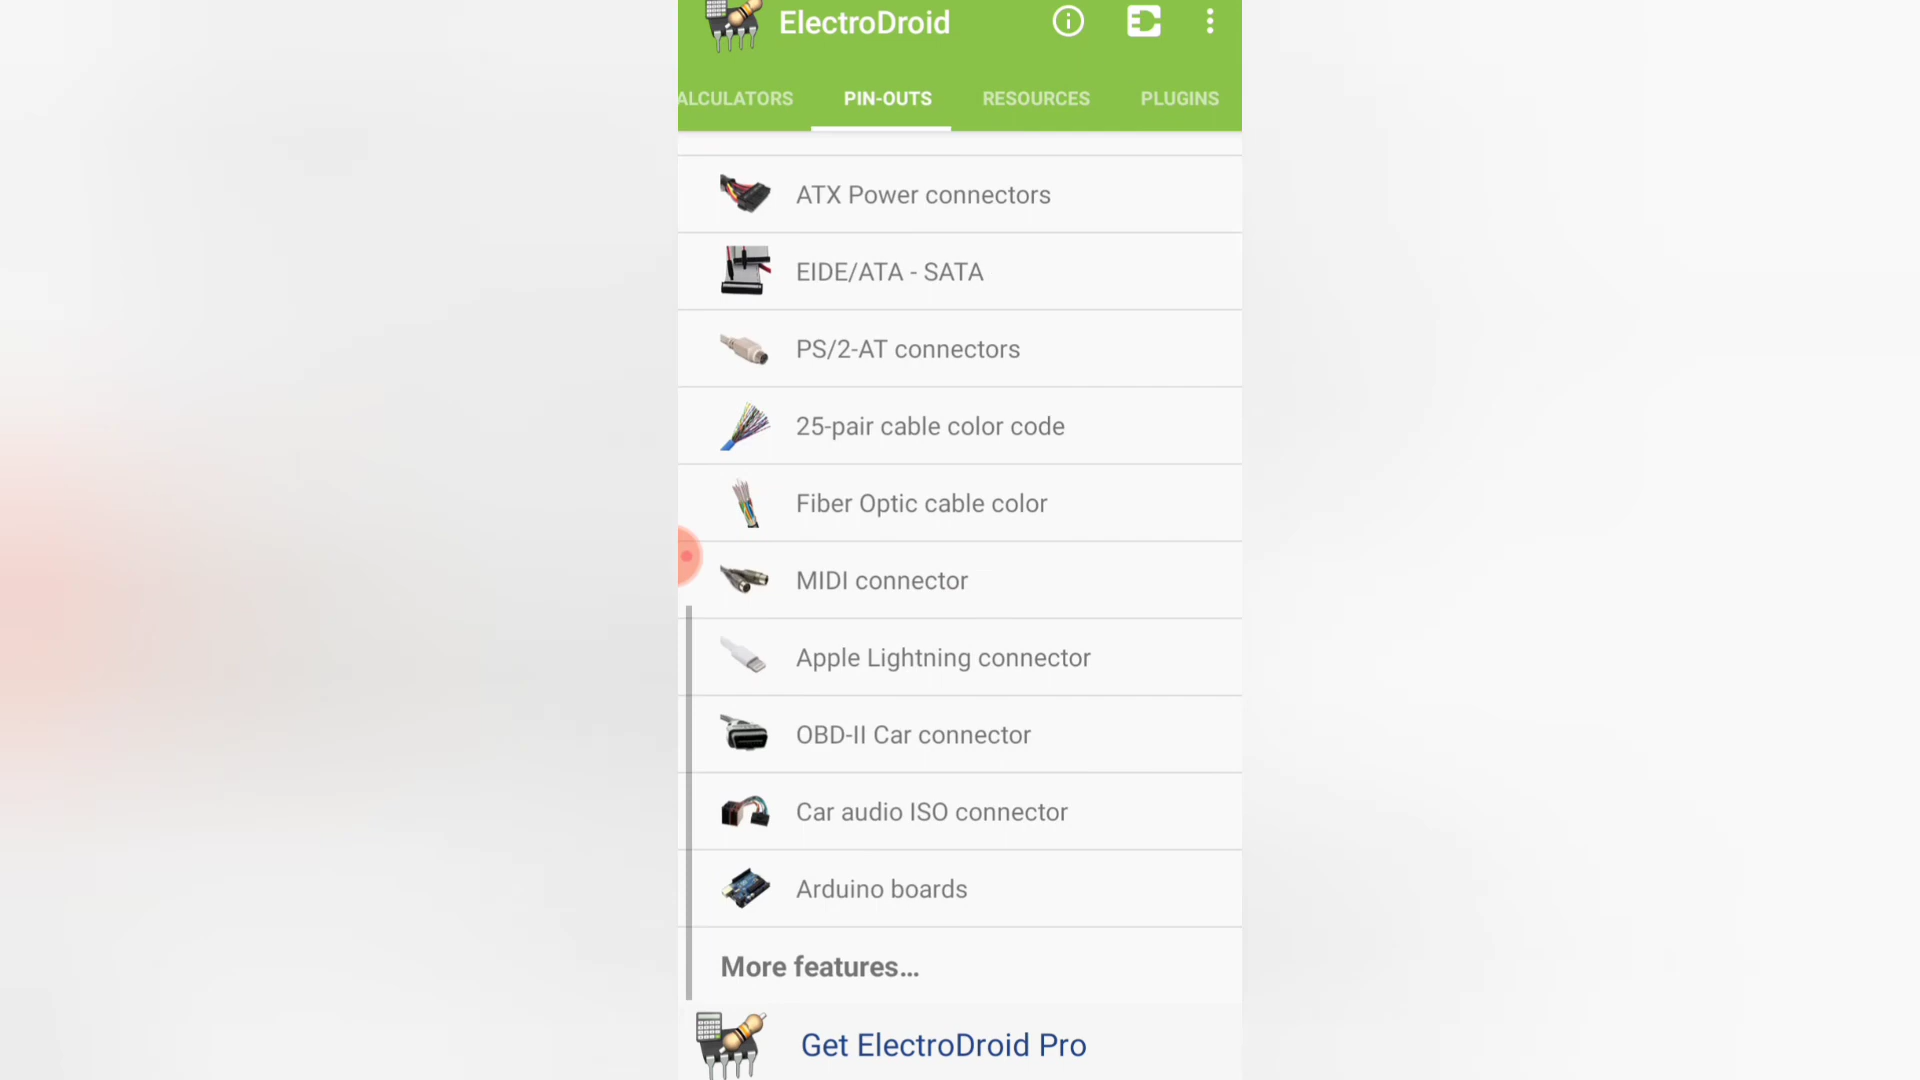 ElectroDroid
ALCULATORS PIN-OUTS RESOURCES PLUGINS
ATX Power connectors
EIDE/ATA - SATA
PS/2-AT connectors
25-pair cable color code
Fiber Optic cable color
MIDI connector
Apple Lightning connector
OBD-II Car connector
Car audio ISO connector
Arduino boards
More features...
Get ElectroDroid Pro